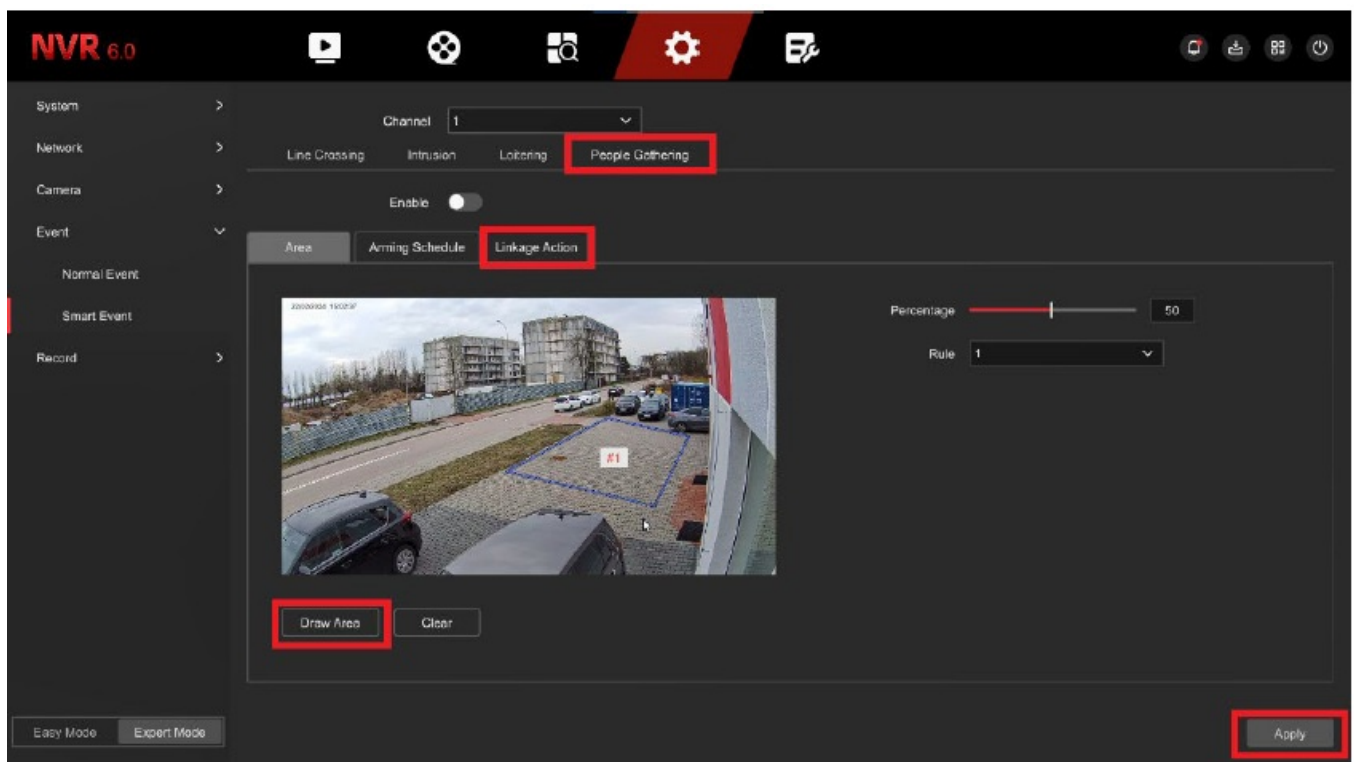 NVR 6.0
System
Network
Camera
Event
Normal Event
Smart Event
Record
Easy Mode Expert Mode
Channel 1
Line Crossing Intrusion Loitering People Gathering
Enable
Area Arming Schedule Linkage Action
#1
Percentage 50
Rule 1
Draw Area Clear
Apply